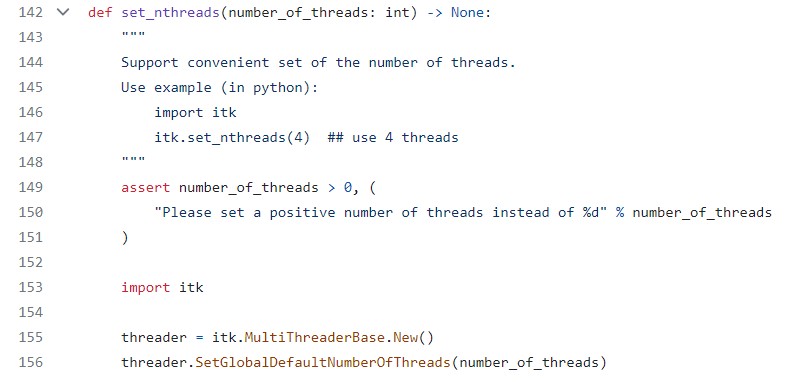 142 def set_nthreads(number_of_threads: int) -> None:
143     """
144     Support convenient set of the number of threads.
145     Use example (in python):
146         import itk
147         itk.set_nthreads(4)  ## use 4 threads
148     """
149     assert number_of_threads > 0, (
150         "Please set a positive number of threads instead of %d" % number_of_threads
151     )
152
153     import itk
154
155     threader = itk.MultiThreaderBase.New()
156     threader.SetGlobalDefaultNumberOfThreads(number_of_threads)